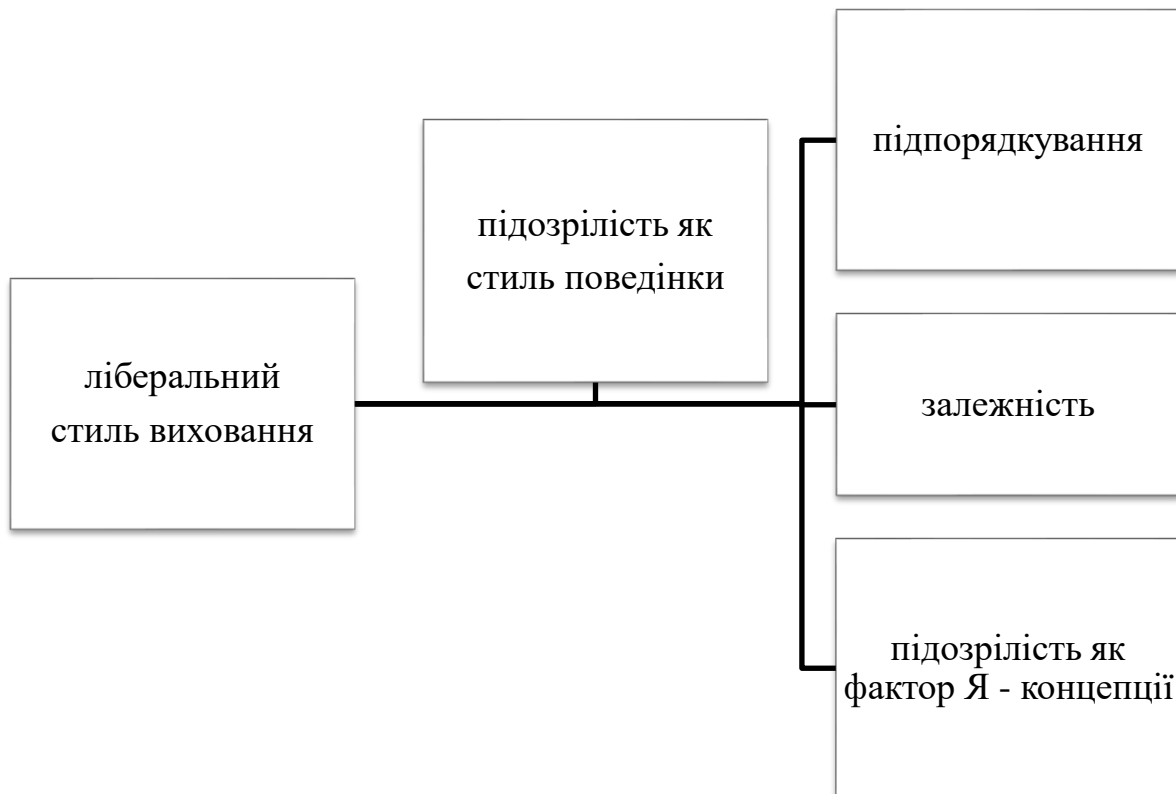 ліберальний
стиль виховання
підозрілість як
стиль поведінки
підпорядкування
залежність
підозрілість як
фактор Я - концепції